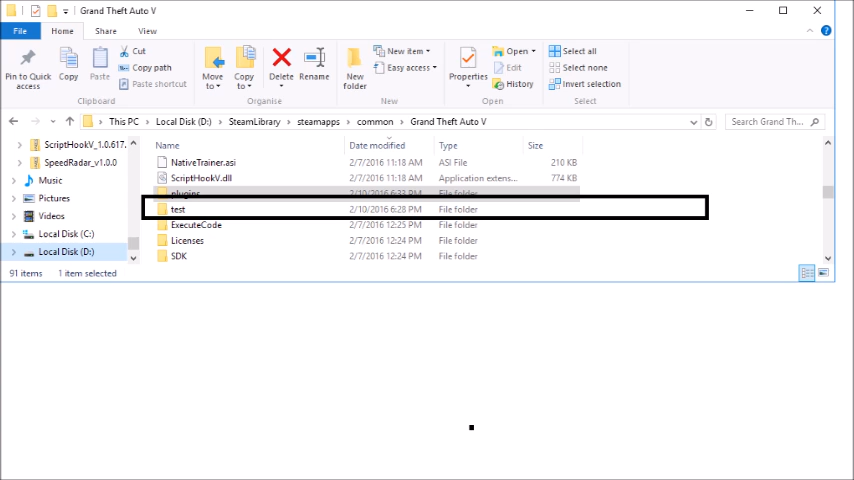 Grand Theft Auto V
File Home Share View
Pin to Quick access
Copy
Paste
Cut
Copy path
Paste shortcut
Clipboard
Move to
Copy to
Delete
Rename
Organise
New folder
New item
Easy access
New
Properties
Open
Edit
History
Open
Select all
Select none
Invert selection
Select
This PC Local Disk (D:) SteamLibrary steamapps common Grand Theft Auto V
Search Grand Th...
ScriptHookV_1.0.617.
SpeedRadar_v1.0.0
Music
Pictures
Videos
Local Disk (C:)
Local Disk (D:)
Name Date modified Type Size
NativeTrainer.asi 2/7/2016 11:18 AM ASI File 210 KB
ScriptHookV.dll 2/7/2016 11:18 AM Application extens... 774 KB
plugins 2/10/2016 6:33 PM File folder
test 2/10/2016 6:28 PM File folder
ExecuteCode 2/7/2016 12:25 PM File folder
Licenses 2/7/2016 12:24 PM File folder
SDK 2/7/2016 12:24 PM File folder
91 items 1 item selected